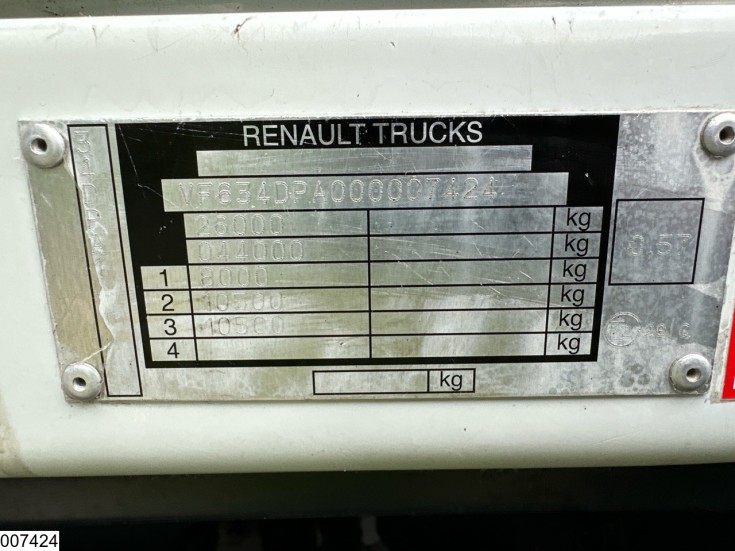 RENAULT TRUCKS
VF634DPA000007424
26000 kg
044000 kg
1 8000 kg
2 10500 kg
3 10500 kg
4 kg
kg
0.57
007424